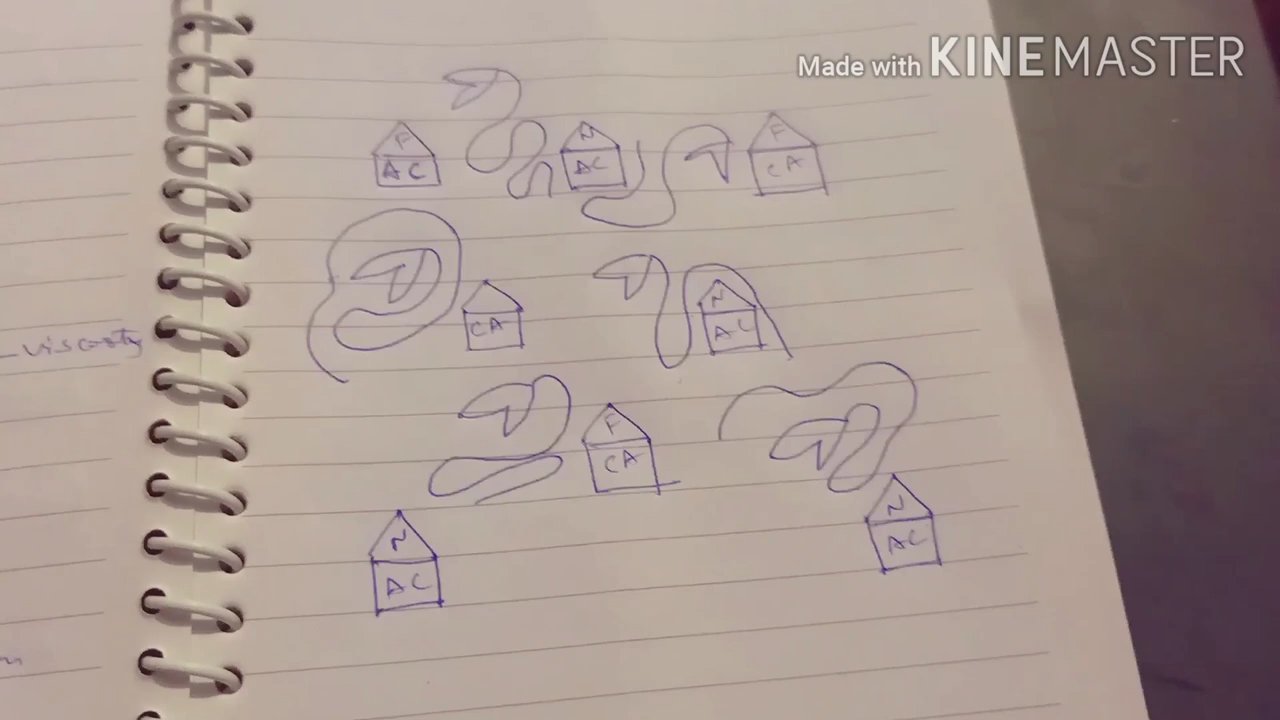 Made with KINEMASTER
F N F
AC AC CA
N
CA AC
F
CA
N N
AC AC
viscosity